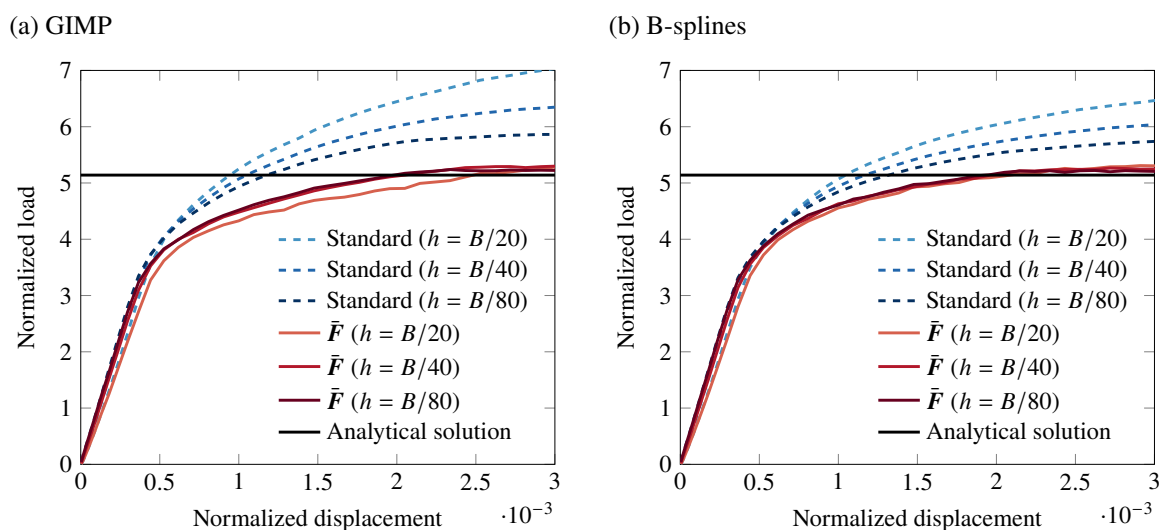 (a) GIMP
7
6
5
4
3
2
1
0
Normalized load
0 0.5 1 1.5 2 2.5 3
·10⁻³
Normalized displacement
Standard (h = B/20)
Standard (h = B/40)
Standard (h = B/80)
F̄ (h = B/20)
F̄ (h = B/40)
F̄ (h = B/80)
Analytical solution
(b) B-splines
7
6
5
4
3
2
1
0
Normalized load
0 0.5 1 1.5 2 2.5 3
·10⁻³
Normalized displacement
Standard (h = B/20)
Standard (h = B/40)
Standard (h = B/80)
F̄ (h = B/20)
F̄ (h = B/40)
F̄ (h = B/80)
Analytical solution